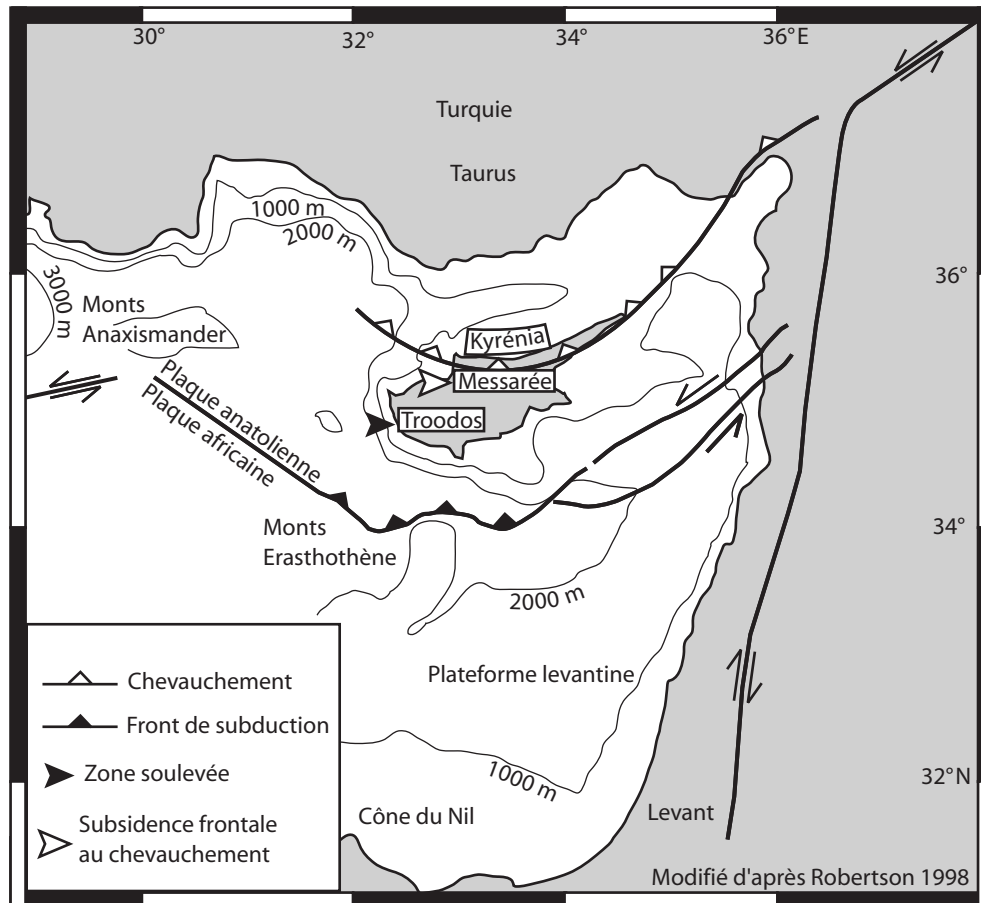 30°
32°
34°
36°E
Turquie
Taurus
1000 m
2000 m
3000 m
36°
Monts
Anaxismander
Kyrénia
Messarée
Troodos
Plaque anatolienne
Plaque africaine
Monts
Erasthothène
34°
2000 m
Plateforme levantine
Chevauchement
Front de subduction
Zone soulevée
Subsidence frontale
au chevauchement
1000 m
32°N
Cône du Nil
Levant
Modifié d'après Robertson 1998